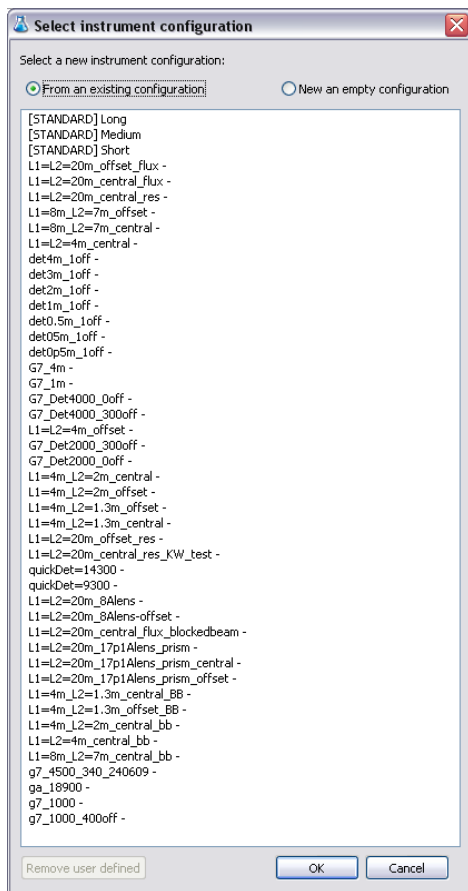 Select instrument configuration
Select a new instrument configuration:
From an existing configuration
New an empty configuration
[STANDARD] Long
[STANDARD] Medium
[STANDARD] Short
L1=L2=20m_offset_flux -
L1=L2=20m_central_flux -
L1=L2=20m_central_res -
L1=8m_L2=7m_offset -
L1=8m_L2=7m_central -
L1=L2=4m_central -
det4m_1off -
det3m_1off -
det2m_1off -
det1m_1off -
det0.5m_1off -
det05m_1off -
det0p5m_1off -
G7_4m -
G7_1m -
G7_Det4000_0off -
G7_Det4000_300off -
L1=L2=4m_offset -
G7_Det2000_300off -
G7_Det2000_0off -
L1=4m_L2=2m_central -
L1=4m_L2=2m_offset -
L1=4m_L2=1.3m_offset -
L1=4m_L2=1.3m_central -
L1=L2=20m_offset_res -
L1=L2=20m_central_res_KW_test -
quickDet=14300 -
quickDet=9300 -
L1=L2=20m_8Alens -
L1=L2=20m_8Alens-offset -
L1=L2=20m_central_flux_blockedbeam -
L1=L2=20m_17p1Alens_prism -
L1=L2=20m_17p1Alens_prism_central -
L1=L2=20m_17p1Alens_prism_offset -
L1=4m_L2=1.3m_central_BB -
L1=4m_L2=1.3m_offset_BB -
L1=4m_L2=2m_central_bb -
L1=L2=4m_central_bb -
L1=8m_L2=7m_central_bb -
g7_4500_340_240609 -
ga_18900 -
g7_1000 -
g7_1000_400off -
Remove user defined
OK
Cancel